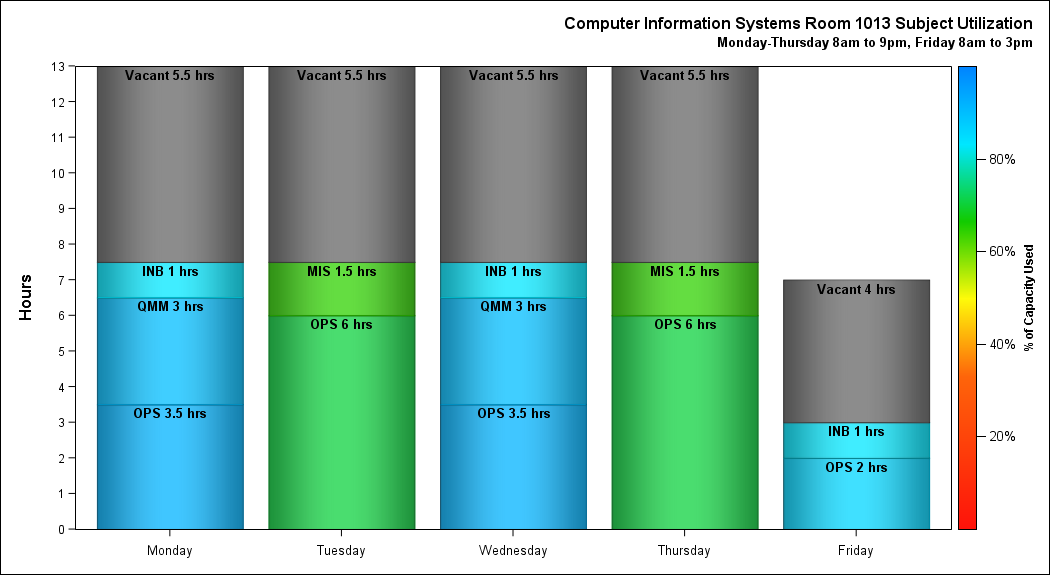 Computer Information Systems Room 1013 Subject Utilization
Monday-Thursday 8am to 9pm, Friday 8am to 3pm
Hours
13
12
11
10
9
8
7
6
5
4
3
2
1
0
Vacant 5.5 hrs
INB 1 hrs
QMM 3 hrs
OPS 3.5 hrs
Vacant 5.5 hrs
MIS 1.5 hrs
OPS 6 hrs
Vacant 5.5 hrs
INB 1 hrs
QMM 3 hrs
OPS 3.5 hrs
Vacant 5.5 hrs
MIS 1.5 hrs
OPS 6 hrs
Vacant 4 hrs
INB 1 hrs
OPS 2 hrs
Monday
Tuesday
Wednesday
Thursday
Friday
80%
60%
40%
20%
% of Capacity Used